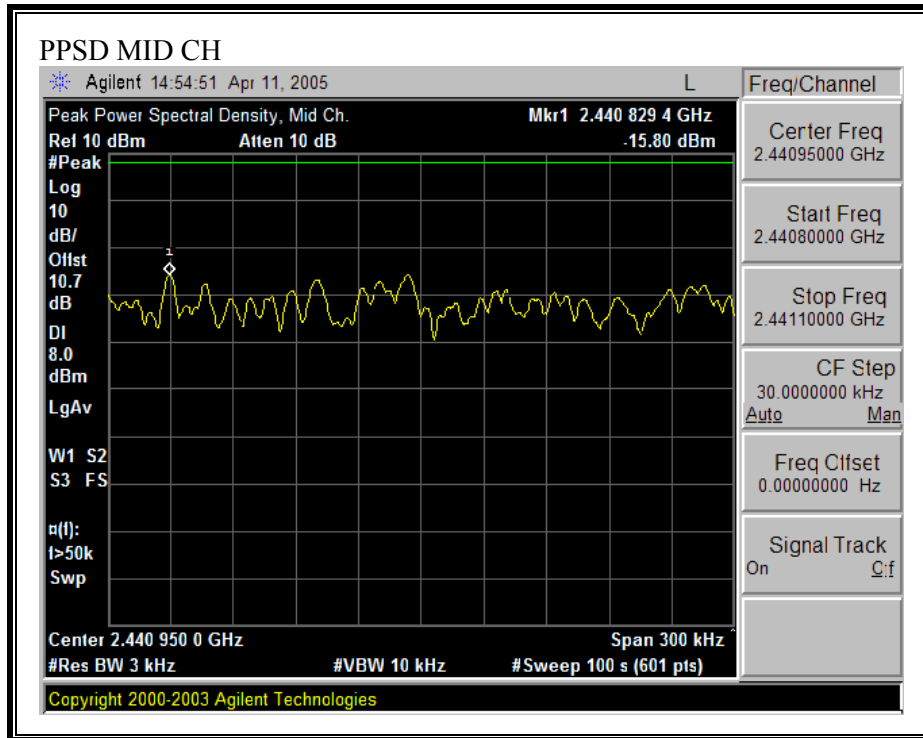 PPSD MID CH
Agilent 14:54:51 Apr 11, 2005 L
Freq/Channel
Peak Power Spectral Density, Mid Ch. Mkr1 2.440 829 4 GHz
Ref 10 dBm Atten 10 dB -15.80 dBm
#Peak
Log
10
dB/
Offst
10.7
dB
DI
8.0
dBm
LgAv
W1 S2
S3 FS
¤(f):
f>50k
Swp
1
Center 2.440 950 0 GHz Span 300 kHz ^
#Res BW 3 kHz #VBW 10 kHz #Sweep 100 s (601 pts)
Copyright 2000-2003 Agilent Technologies
Center Freq
2.44095000 GHz
Start Freq
2.44080000 GHz
Stop Freq
2.44110000 GHz
CF Step
30.0000000 kHz
Auto Man
Freq Offset
0.00000000 Hz
Signal Track
On Off